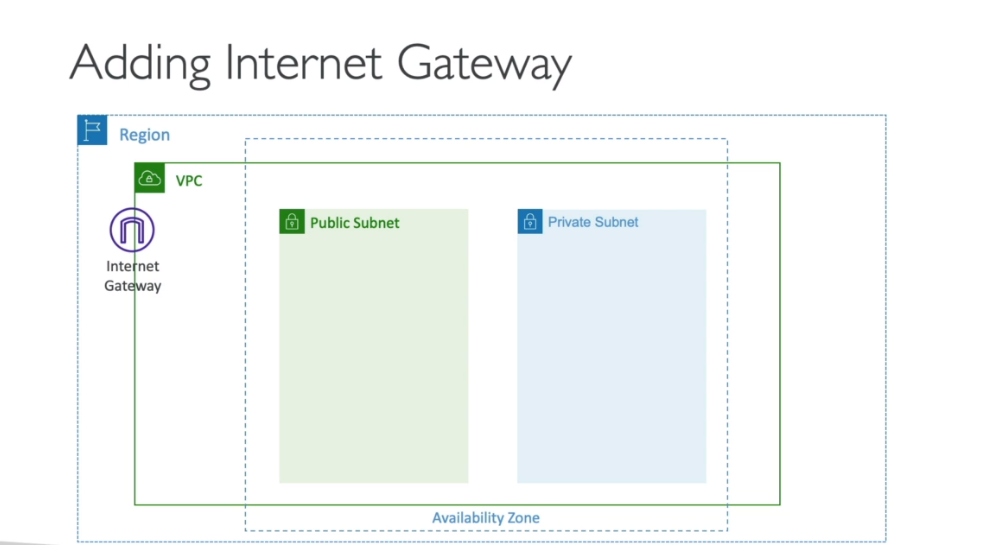 Adding Internet Gateway
Region
VPC
Internet
Gateway
Public Subnet
Private Subnet
Availability Zone